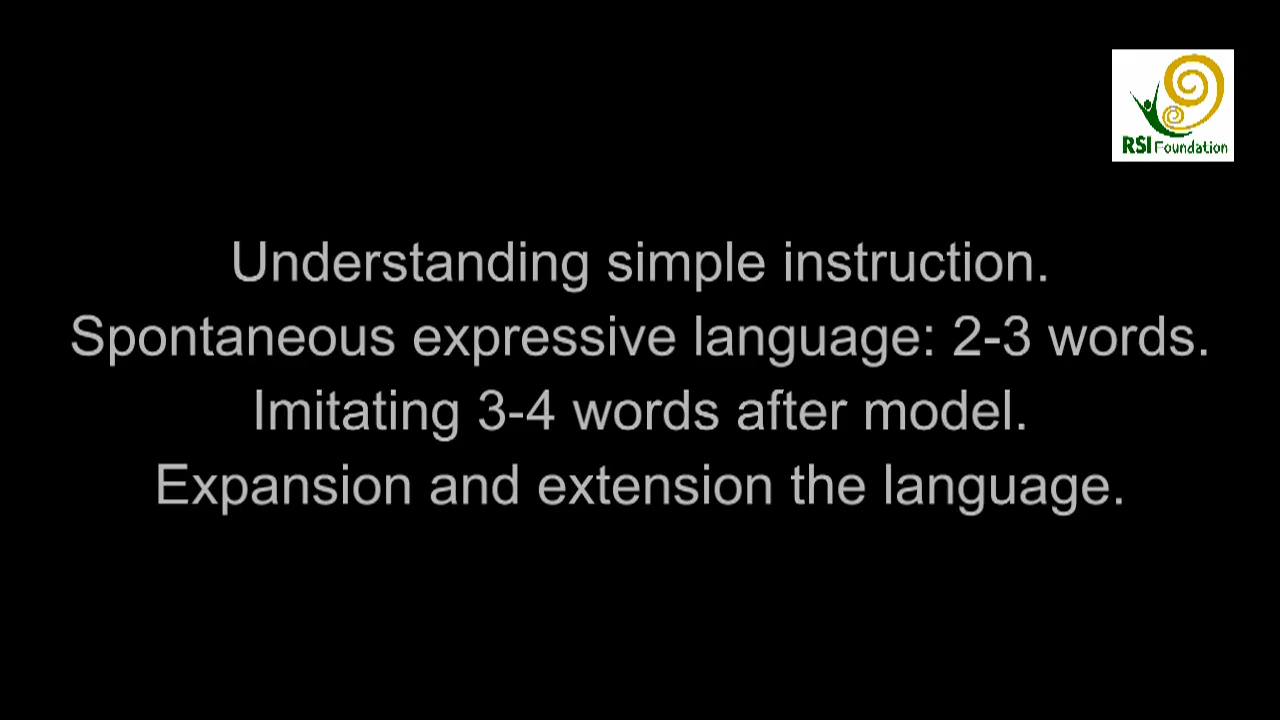 RSI Foundation
Understanding simple instruction.
Spontaneous expressive language: 2-3 words.
Imitating 3-4 words after model.
Expansion and extension the language.